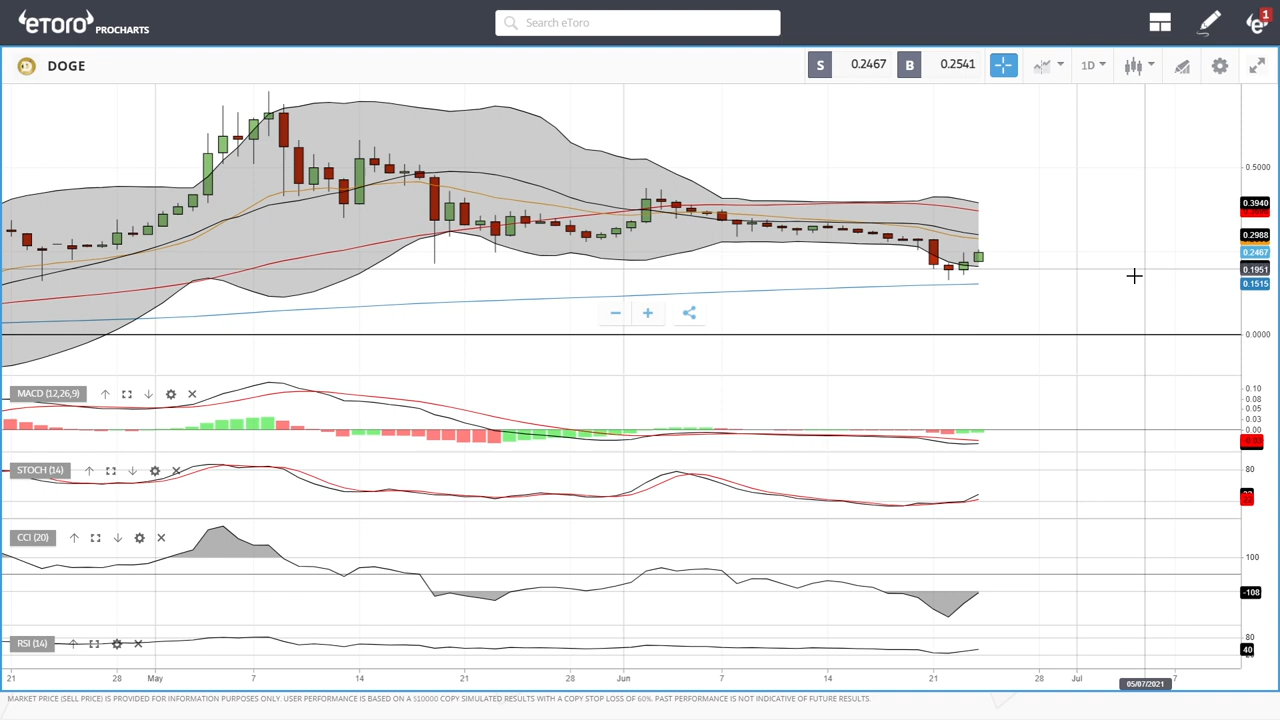 eToro PROCHARTS
Search eToro
1
DOGE
S 0.2467 B 0.2541
1D
0.5000
0.3940
0.2988
0.2467
0.1951
0.1515
0.0000
MACD (12,26,9)
0.10
0.08
0.05
0.03
0.00
STOCH (14)
80
CCI (20)
100
-108
RSI (14)
80
40
21 28 May 7 14 21 28 Jun 7 14 21 28 Jul 7
05/07/2021
MARKET PRICE (SELL PRICE) IS PROVIDED FOR INFORMATION PURPOSES ONLY. USER PERFORMANCE IS BASED ON A $10000 COPY SIMULATED RESULTS WITH A COPY STOP LOSS OF 60%. PAST PERFORMANCE IS NOT INDICATIVE OF FUTURE RESULTS.